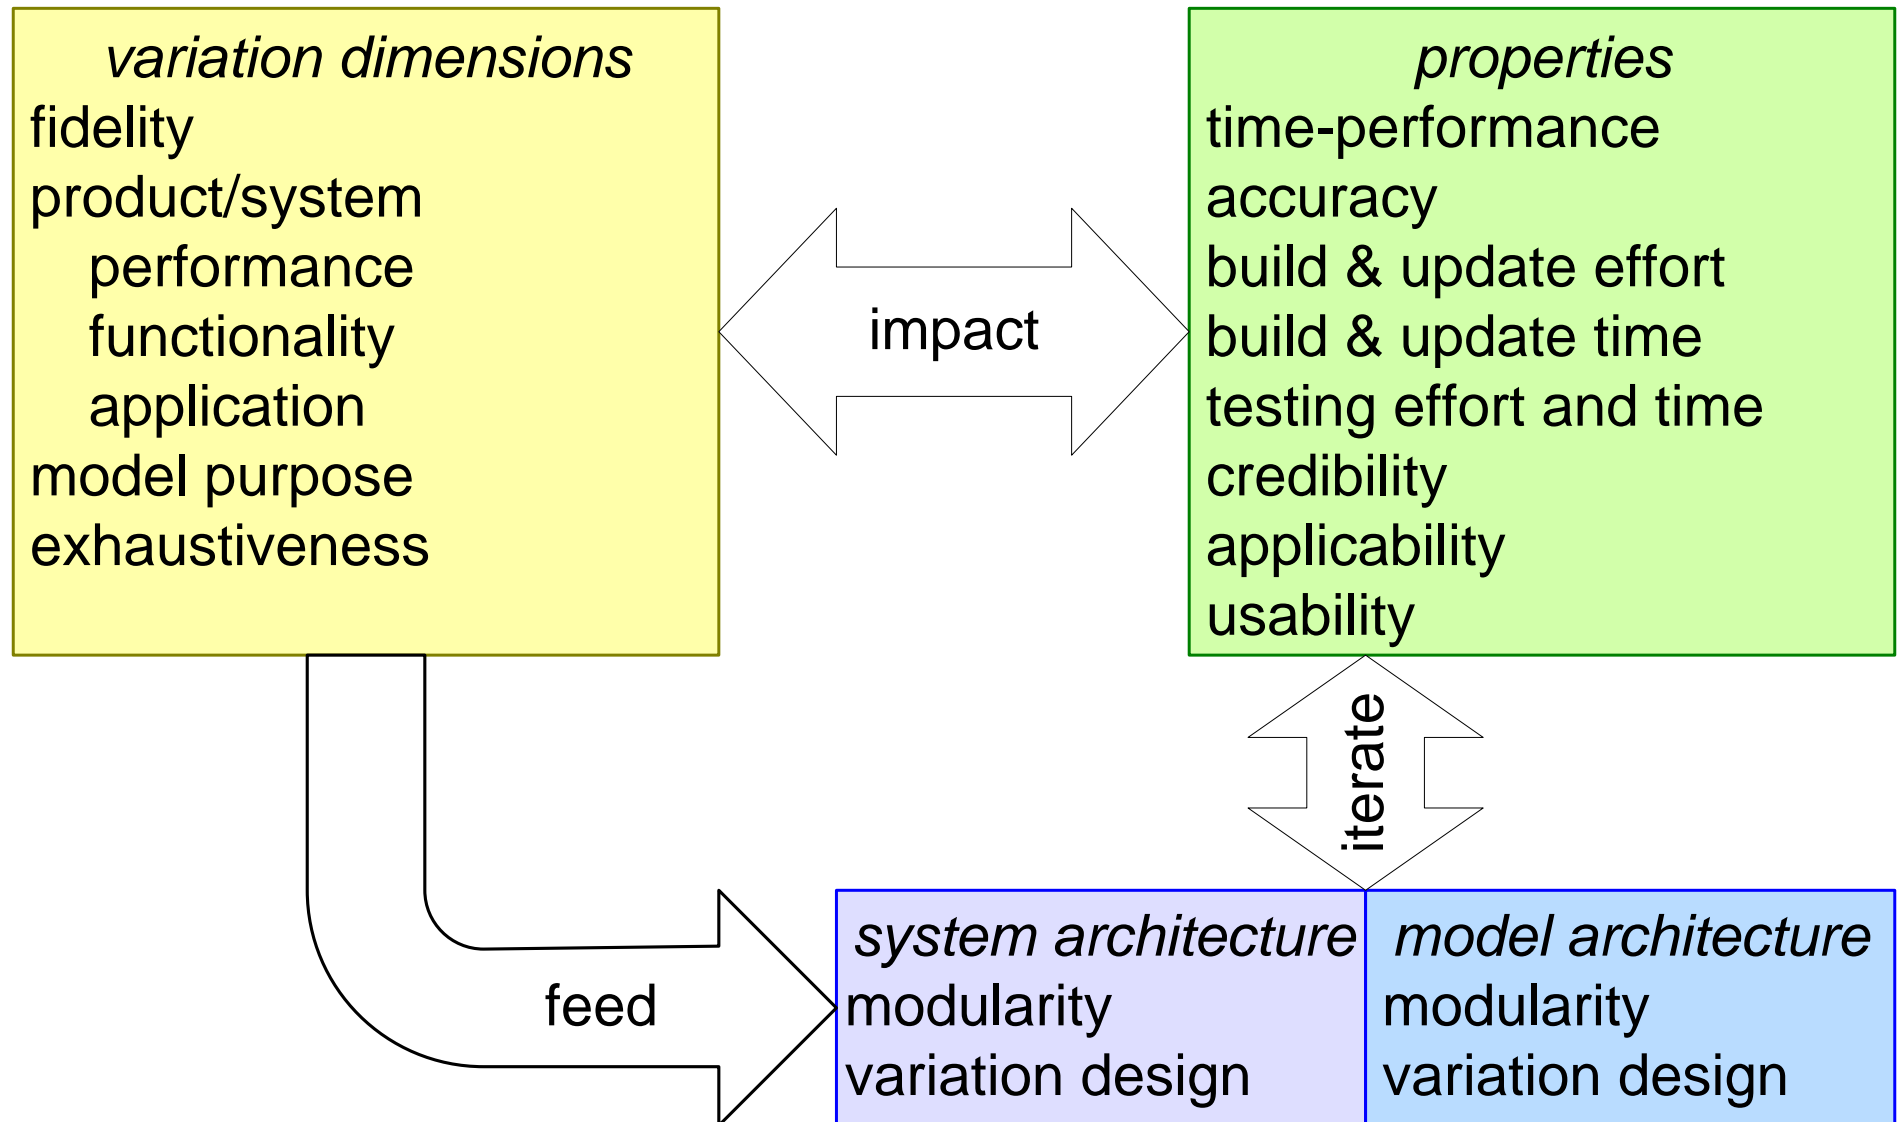 variation dimensions
fidelity
product/system
performance
functionality
application
model purpose
exhaustiveness
impact
properties
time-performance
accuracy
build & update effort
build & update time
testing effort and time
credibility
applicability
usability
iterate
feed
system architecture
modularity
variation design
model architecture
modularity
variation design